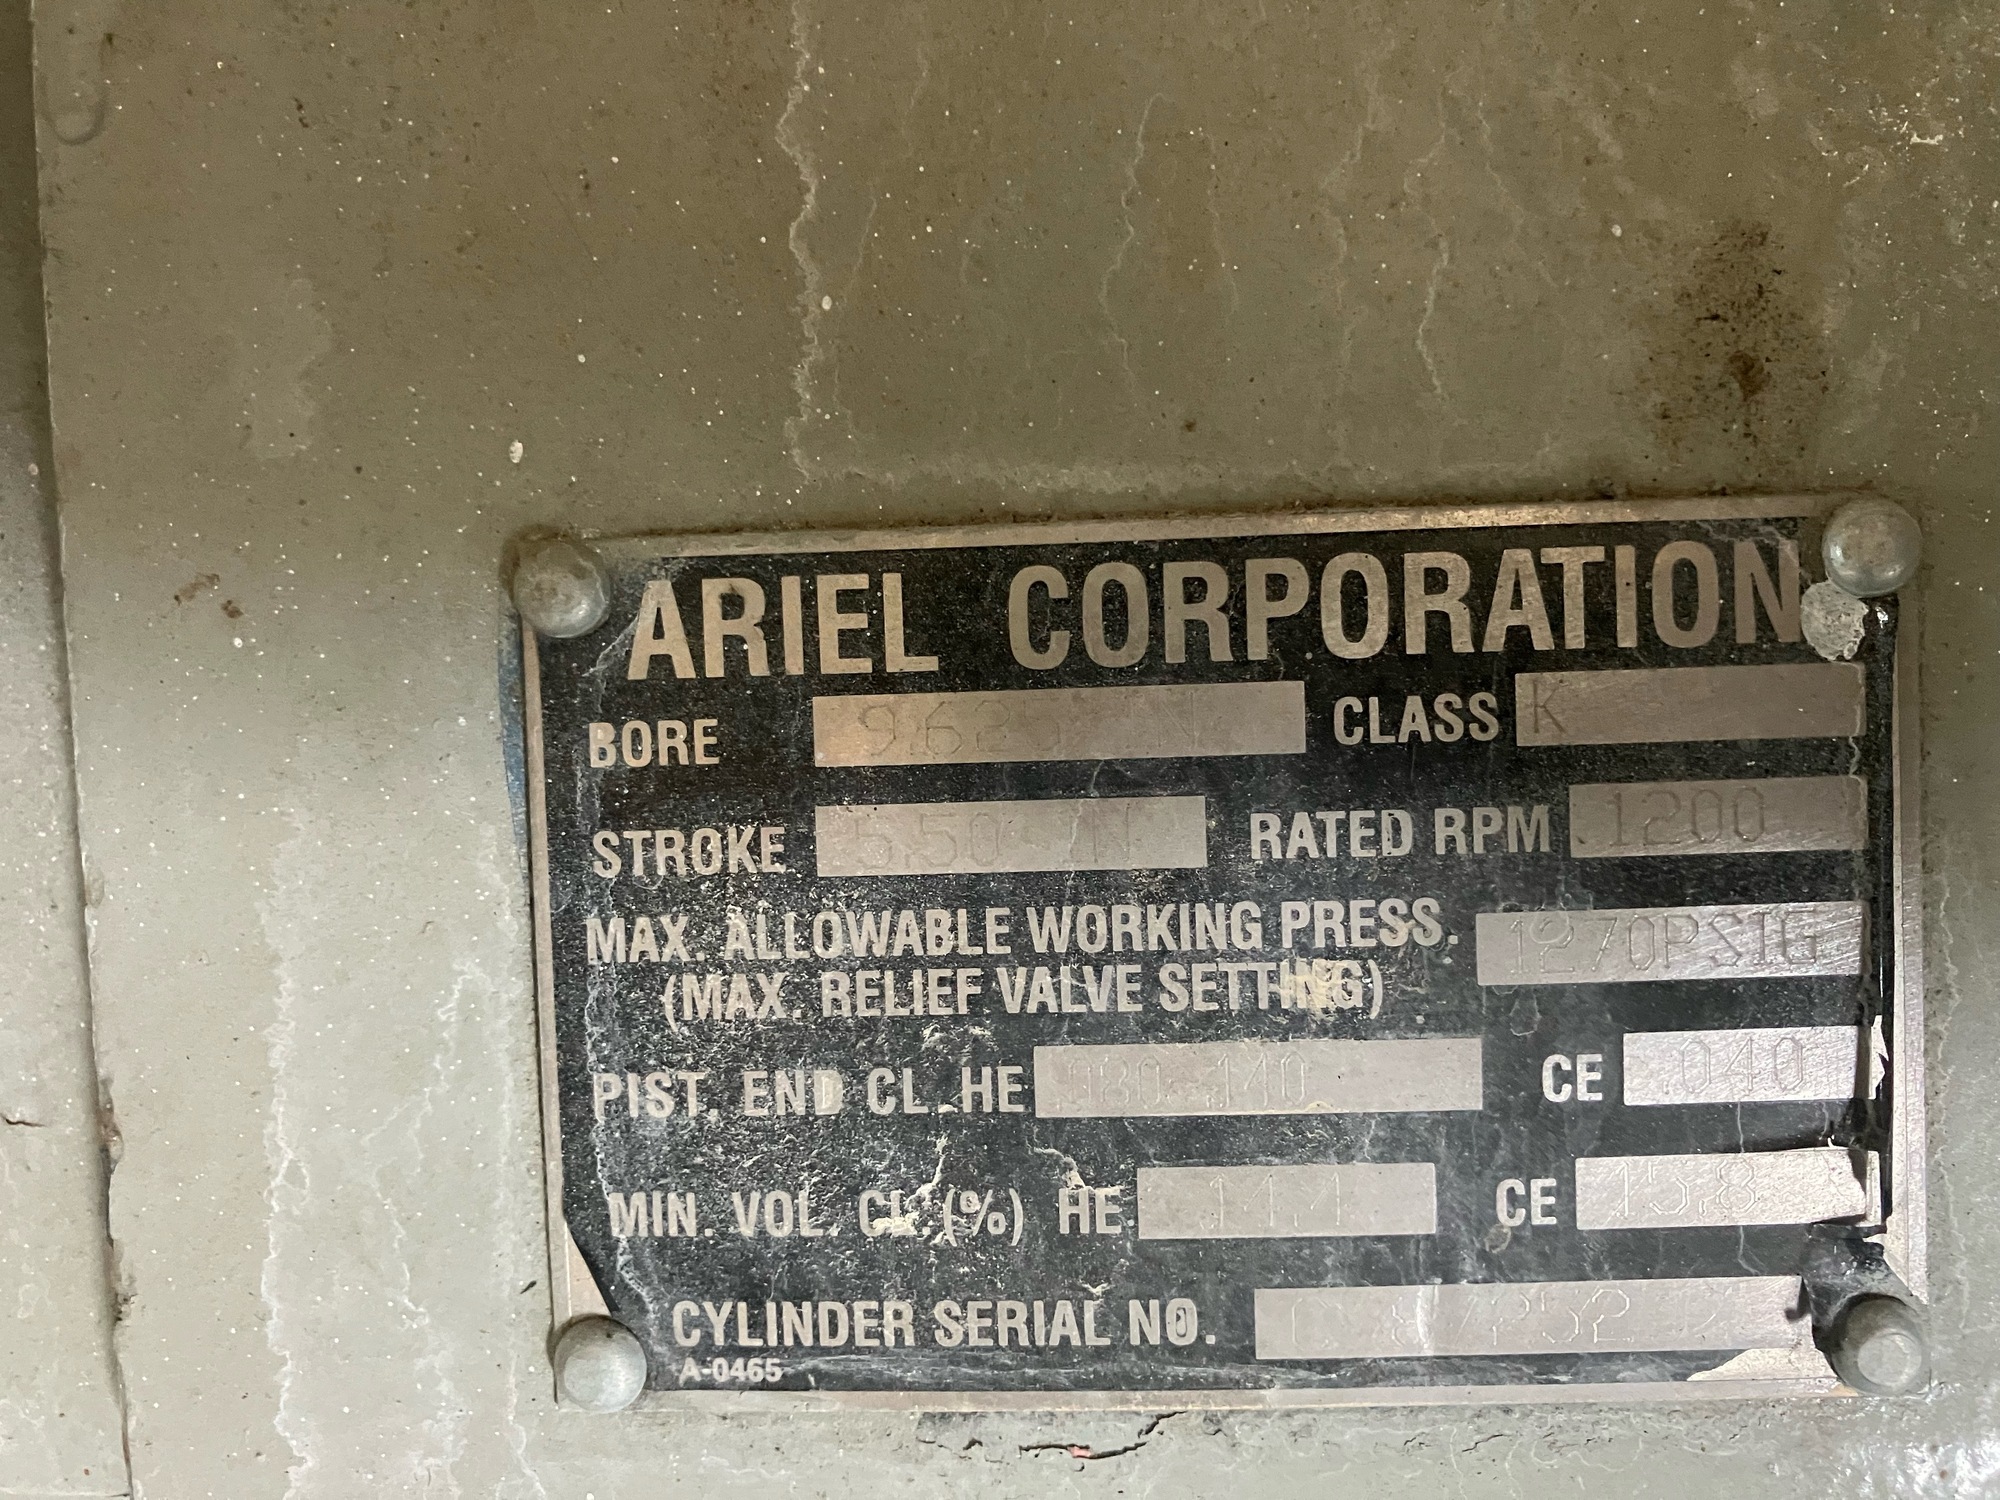 ARIEL CORPORATION
BORE 9.625 IN CLASS K
STROKE 5.50 IN RATED RPM 1200
MAX. ALLOWABLE WORKING PRESS. 1270PSIG
(MAX. RELIEF VALVE SETTING)
PIST. END CL. HE .080-.140 CE .040
MIN. VOL. CL. (%) HE CE 15.8
CYLINDER SERIAL NO.
A-0465